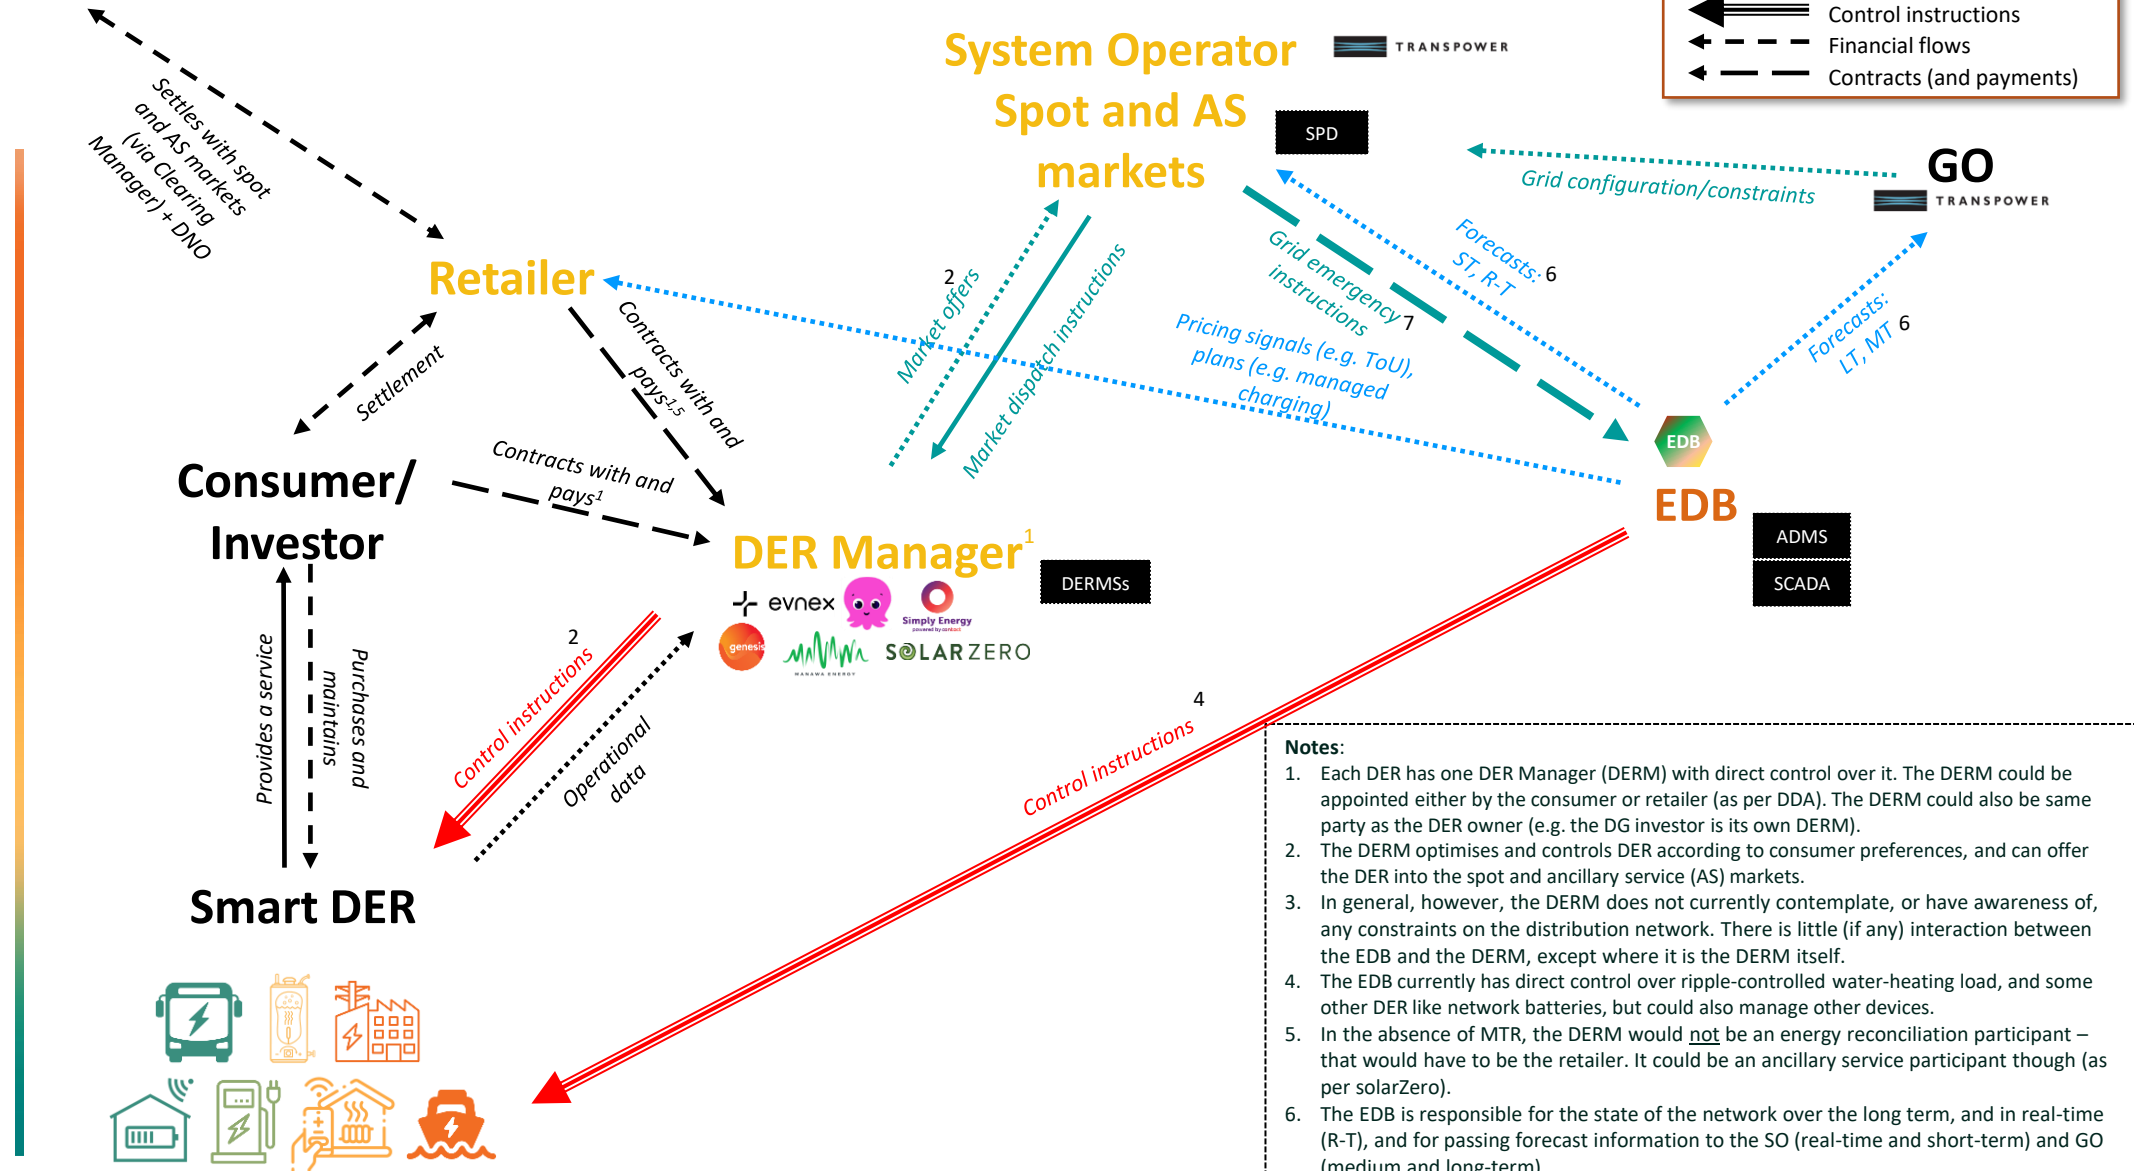 Control instructions
Financial flows
Contracts (and payments)
System Operator
TRANSPOWER
Spot and AS
markets
SPD
GO
TRANSPOWER
Grid configuration/constraints
Settles with spot
and AS markets
(via Clearing
Manager) + DNO
Retailer
2
Market offers
Market dispatch instructions
Grid emergency
instructions
7
Forecasts:
ST, R-T
6
Forecasts:
LT, MT
6
Pricing signals (e.g. ToU),
plans (e.g. managed
charging)
Settlement
Contracts with and
pays1,5
Contracts with and
pays1
Consumer/
Investor
EDB
EDB
ADMS
SCADA
DER Manager1
DERMSs
evnex
Simply Energy
powered by contact
genesis
MANAWA
MANAWA ENERGY
SOLARZERO
Provides a service
Purchases and
maintains
2
Control instructions
Operational
data
4
Control instructions
Smart DER
Notes:
1. Each DER has one DER Manager (DERM) with direct control over it. The DERM could be
appointed either by the consumer or retailer (as per DDA). The DERM could also be same
party as the DER owner (e.g. the DG investor is its own DERM).
2. The DERM optimises and controls DER according to consumer preferences, and can offer
the DER into the spot and ancillary service (AS) markets.
3. In general, however, the DERM does not currently contemplate, or have awareness of,
any constraints on the distribution network. There is little (if any) interaction between
the EDB and the DERM, except where it is the DERM itself.
4. The EDB currently has direct control over ripple-controlled water-heating load, and some
other DER like network batteries, but could also manage other devices.
5. In the absence of MTR, the DERM would not be an energy reconciliation participant –
that would have to be the retailer. It could be an ancillary service participant though (as
per solarZero).
6. The EDB is responsible for the state of the network over the long term, and in real-time
(R-T), and for passing forecast information to the SO (real-time and short-term) and GO
(medium and long-term)